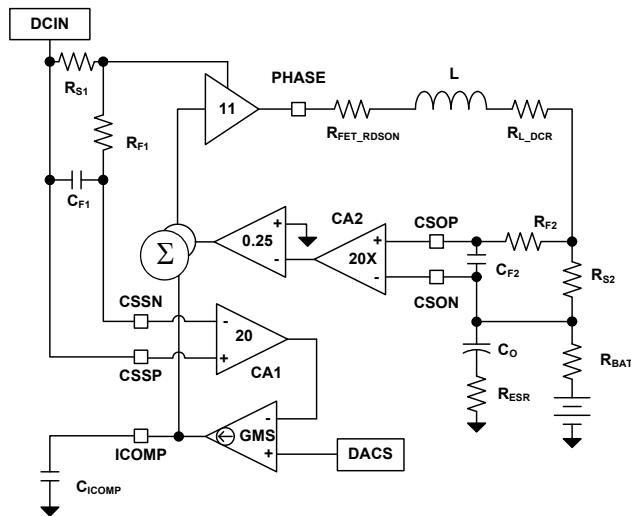 DCIN
RS1
RF1
CF1
11
PHASE
RFET_RDSON
L
RL_DCR
Σ
0.25
+
-
CA2
20X
+
-
CSOP
CSON
RF2
CF2
RS2
CSSN
CSSP
-
20
+
CA1
CO
RESR
RBAT
ICOMP
GMS
-
+
DACS
CICOMP